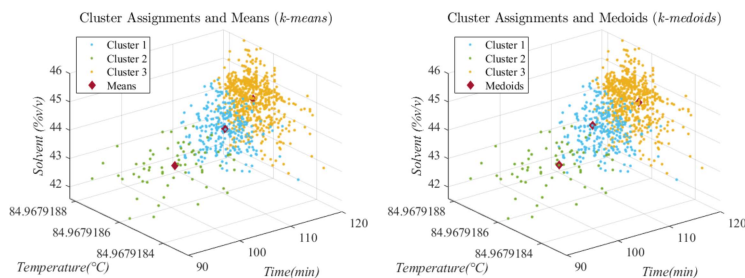 Cluster Assignments and Means (k-means)
Cluster 1
Cluster 2
Cluster 3
Means
46
45
44
43
42
Solvent (%v/v)
84.9679188
84.9679186
84.9679184
Temperature(°C)
90
100
110
120
Time(min)
Cluster Assignments and Medoids (k-medoids)
Cluster 1
Cluster 2
Cluster 3
Medoids
46
45
44
43
42
Solvent (%v/v)
84.9679188
84.9679186
84.9679184
Temperature(°C)
90
100
110
120
Time(min)